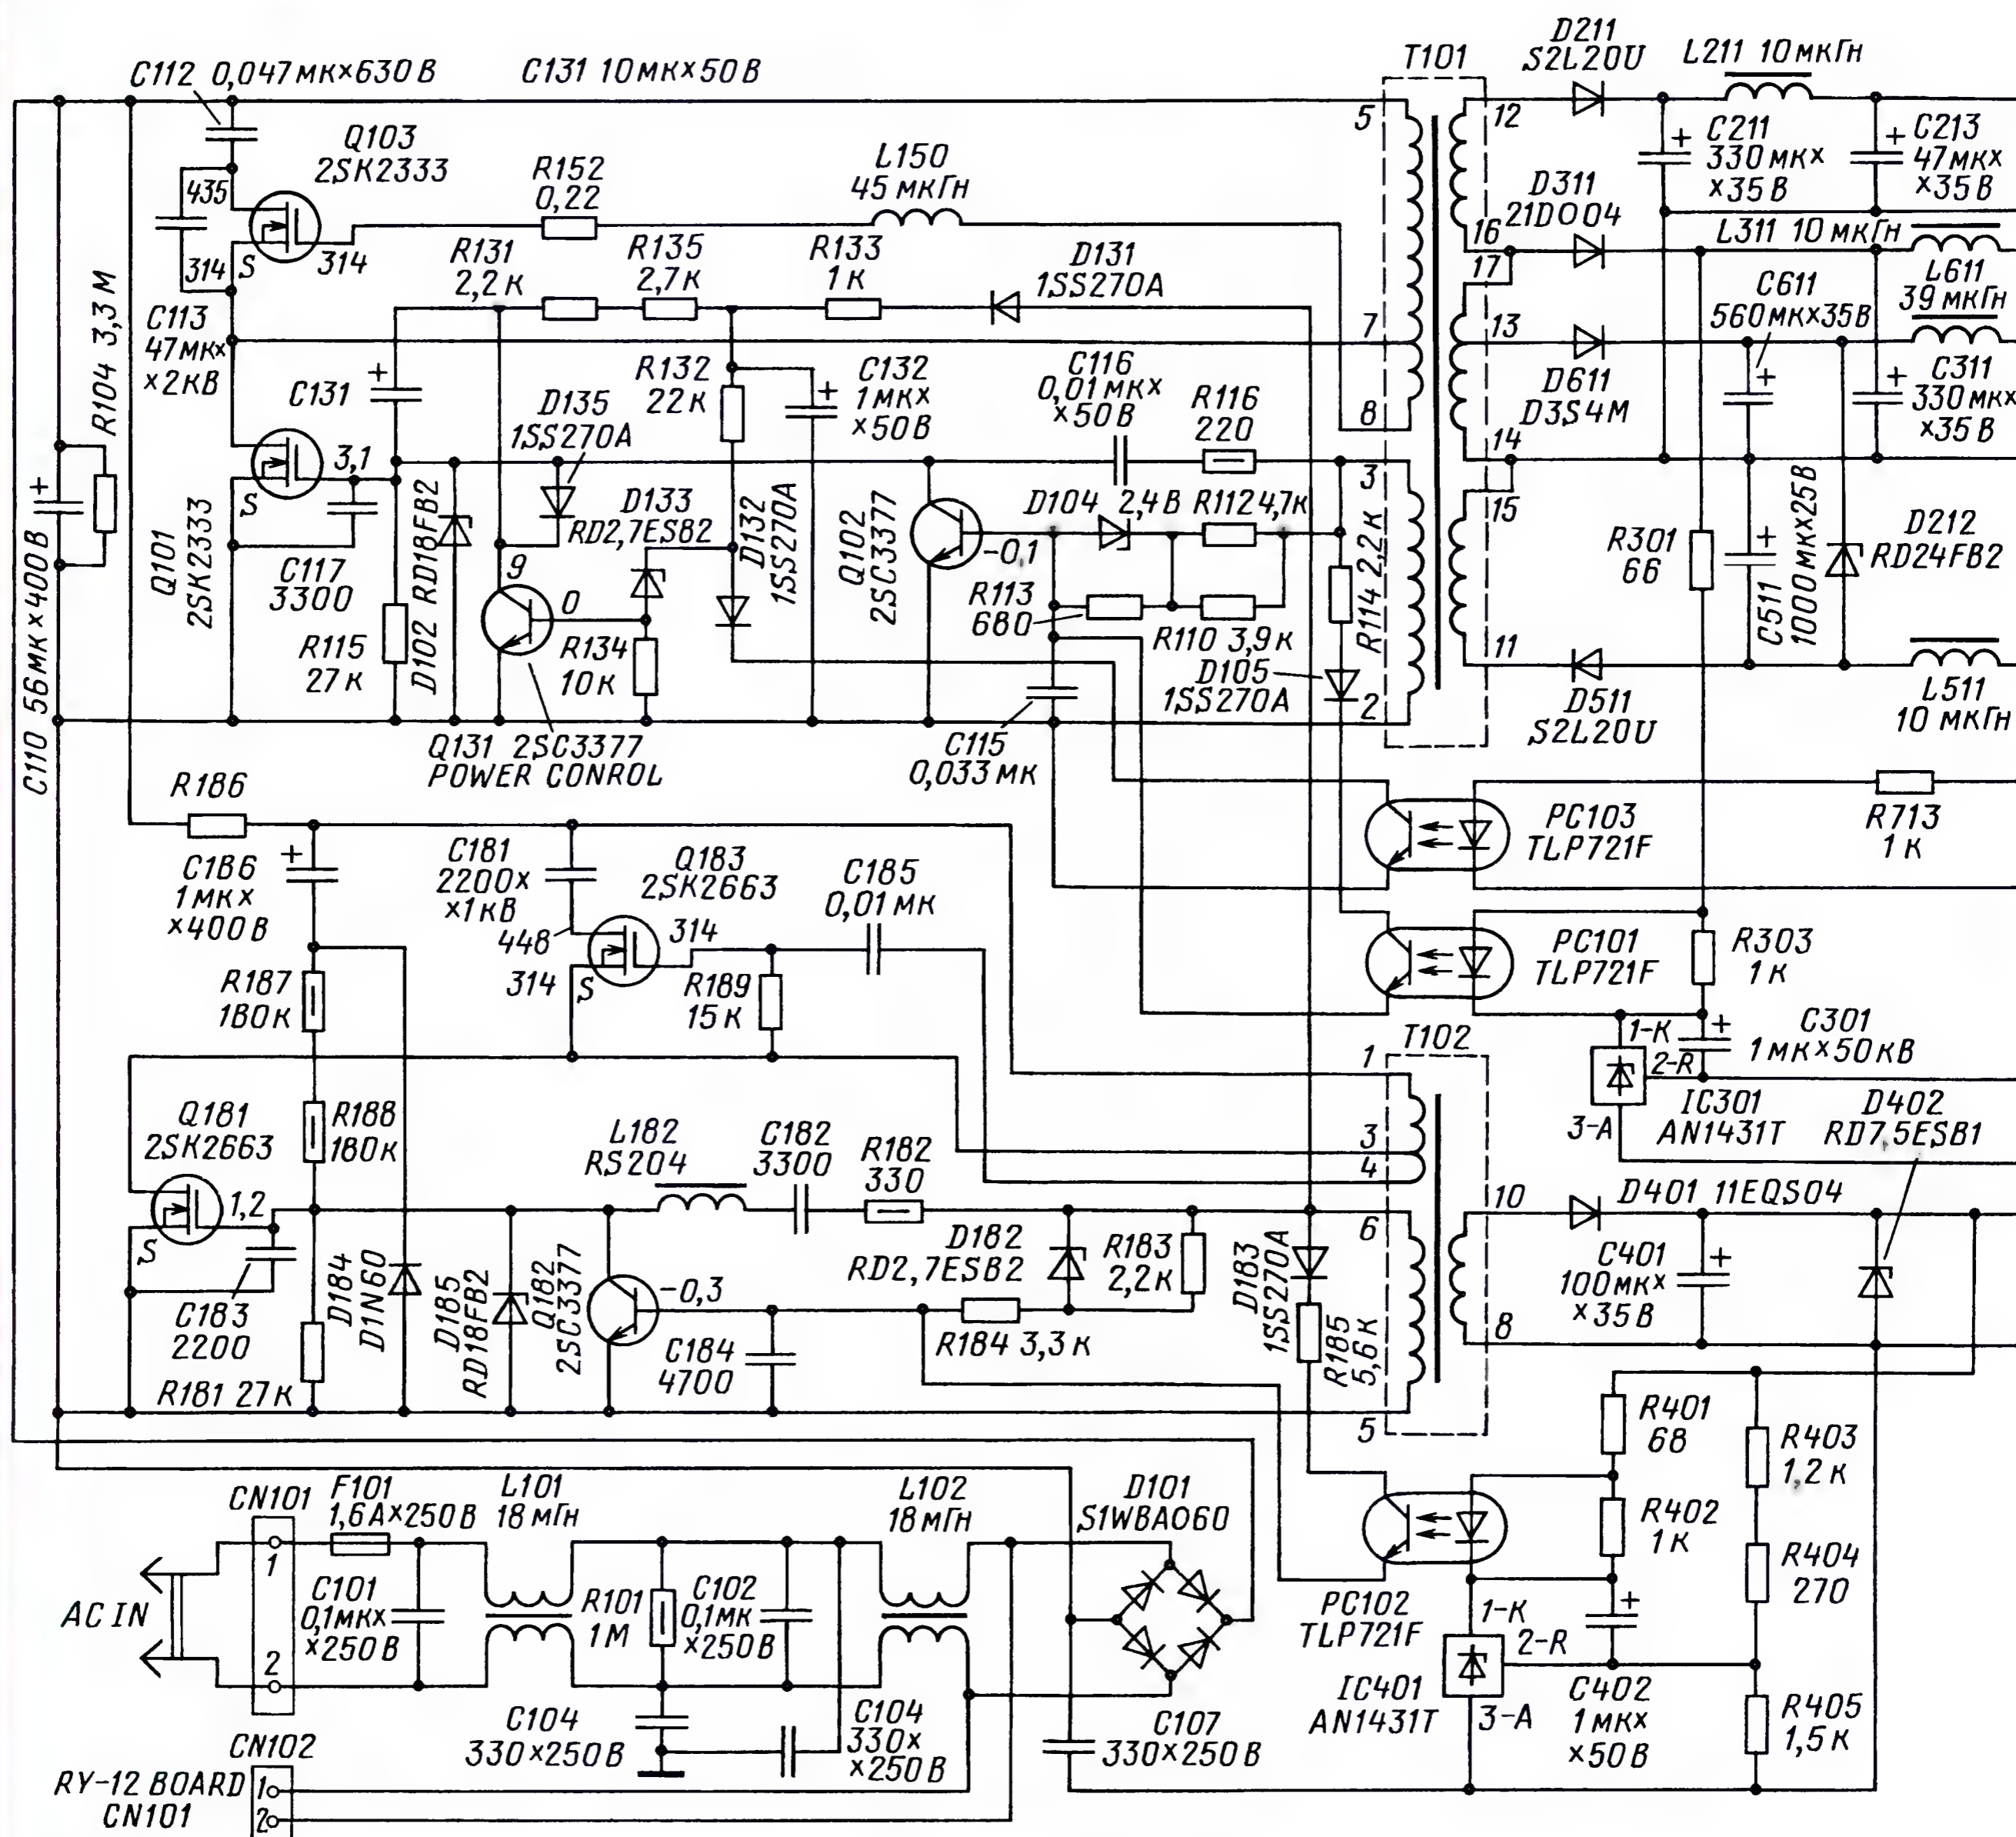 C112 0,047мк×630В
C131 10мк×50В
T101
D211
S2L20U
L211 10мкГн
5
12
Q103
2SK2333
R152
0,22
L150
45мкГн
+ C211
330мк×
×35В
+ C213
47мк×
×35В
435
314
S
314
D311
21D004
16
17
L311 10мкГн
R131
2,2к
R135
2,7к
R133
1к
D131
1SS270A
C611
560мк×35В
L611
39мкГн
R104 3,3М
C113
47мк×
×2кВ
7
13
+
C131
R132
22к
D135
1SS270A
+ C132
1мк×
×50В
C116
0,01мк×
×50В
R116
220
8
D611
D3S4M
+
+ C311
330мк×
×35В
14
3
15
3,1
S
Q101
2SK2333
C117
3300
D102 RD18FB2
D133
RD2,7ESB2
D132
1SS270A
Q102
2SC3377
D104 2,4В
R112 4,7к
-0,1
R113
680
R110 3,9к
R114 2,2к
R301
66
+
C511
1000мк×25В
D212
RD24FB2
+
C110 56мк×400В
9
0
R115
27к
R134
10к
D105
1SS270A
11
2
D511
S2L20U
L511
10мкГн
Q131 2SC3377
POWER CONROL
C115
0,033мк
R186
PC103
TLP721F
R713
1к
+
C186
1мк×
×400В
C181
2200×
×1кВ
Q183
2SK2663
C185
0,01мк
448
314
314
S
PC101
TLP721F
R303
1к
R187
180к
R189
15к
1-К
2-R
+
C301
1мк×50кВ
T102
1
Q181
2SK2663
R188
180к
L182
RS204
C182
3300
R182
330
3
4
3-А
IC301
AN1431T
D402
RD7,5ESB1
1,2
S
10
D401 11EQS04
6
C183
2200
D184
D1N60
D185
RD18FB2
Q182
2SC3377
-0,3
D182
RD2,7ESB2
R183
2,2к
D183
1SS270A
C401
100мк×
×35В
+
8
C184
4700
R184 3,3к
R185
5,6к
R181 27к
5
R401
68
R403
1,2к
CN101
F101
1,6А×250В
L101
18мГн
L102
18мГн
D101
S1WBA060
R402
1к
R404
270
1
AC IN
C101
0,1мк×
×250В
R101
1М
C102
0,1мк
×250В
PC102
TLP721F
1-К
2-R
+
2
C104
330×250В
C104
330×
×250В
C107
330×250В
IC401
AN1431T
3-А
C402
1мк×
×50В
R405
1,5к
CN102
RY-12 BOARD
CN101
1
2